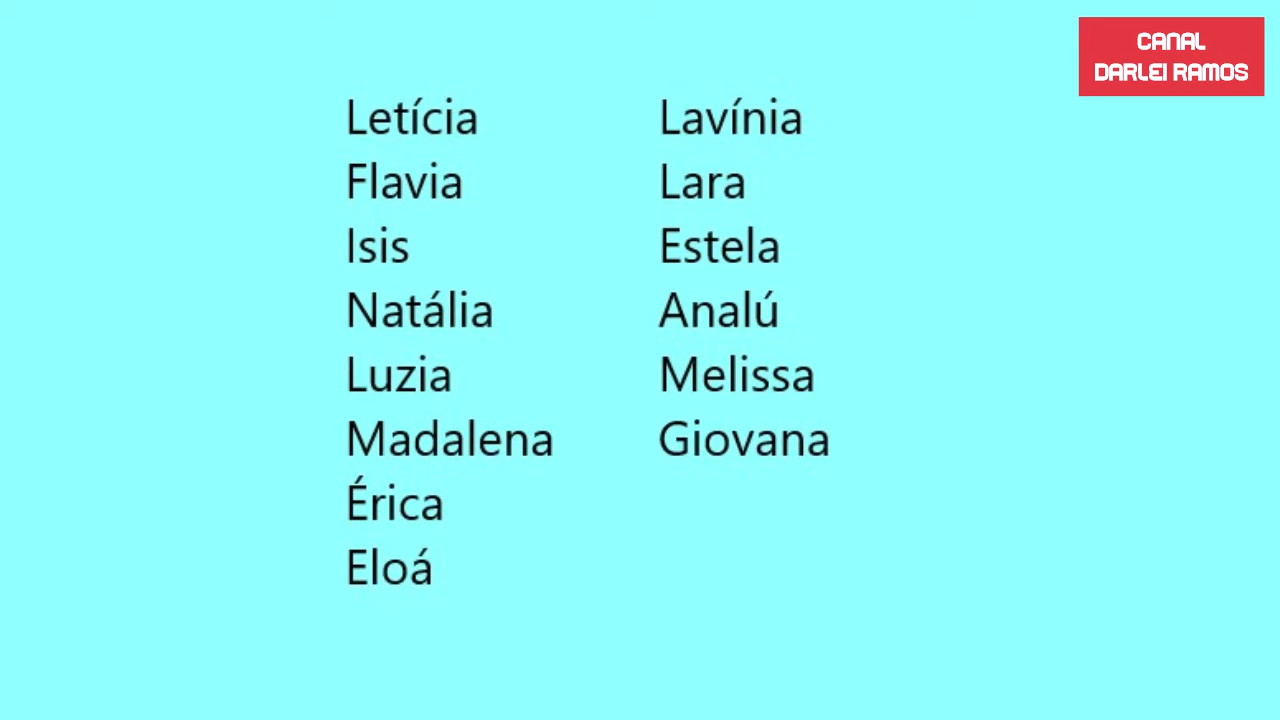 CANAL
DARLEI RAMOS
Letícia
Flavia
Isis
Natália
Luzia
Madalena
Érica
Eloá
Lavínia
Lara
Estela
Analú
Melissa
Giovana